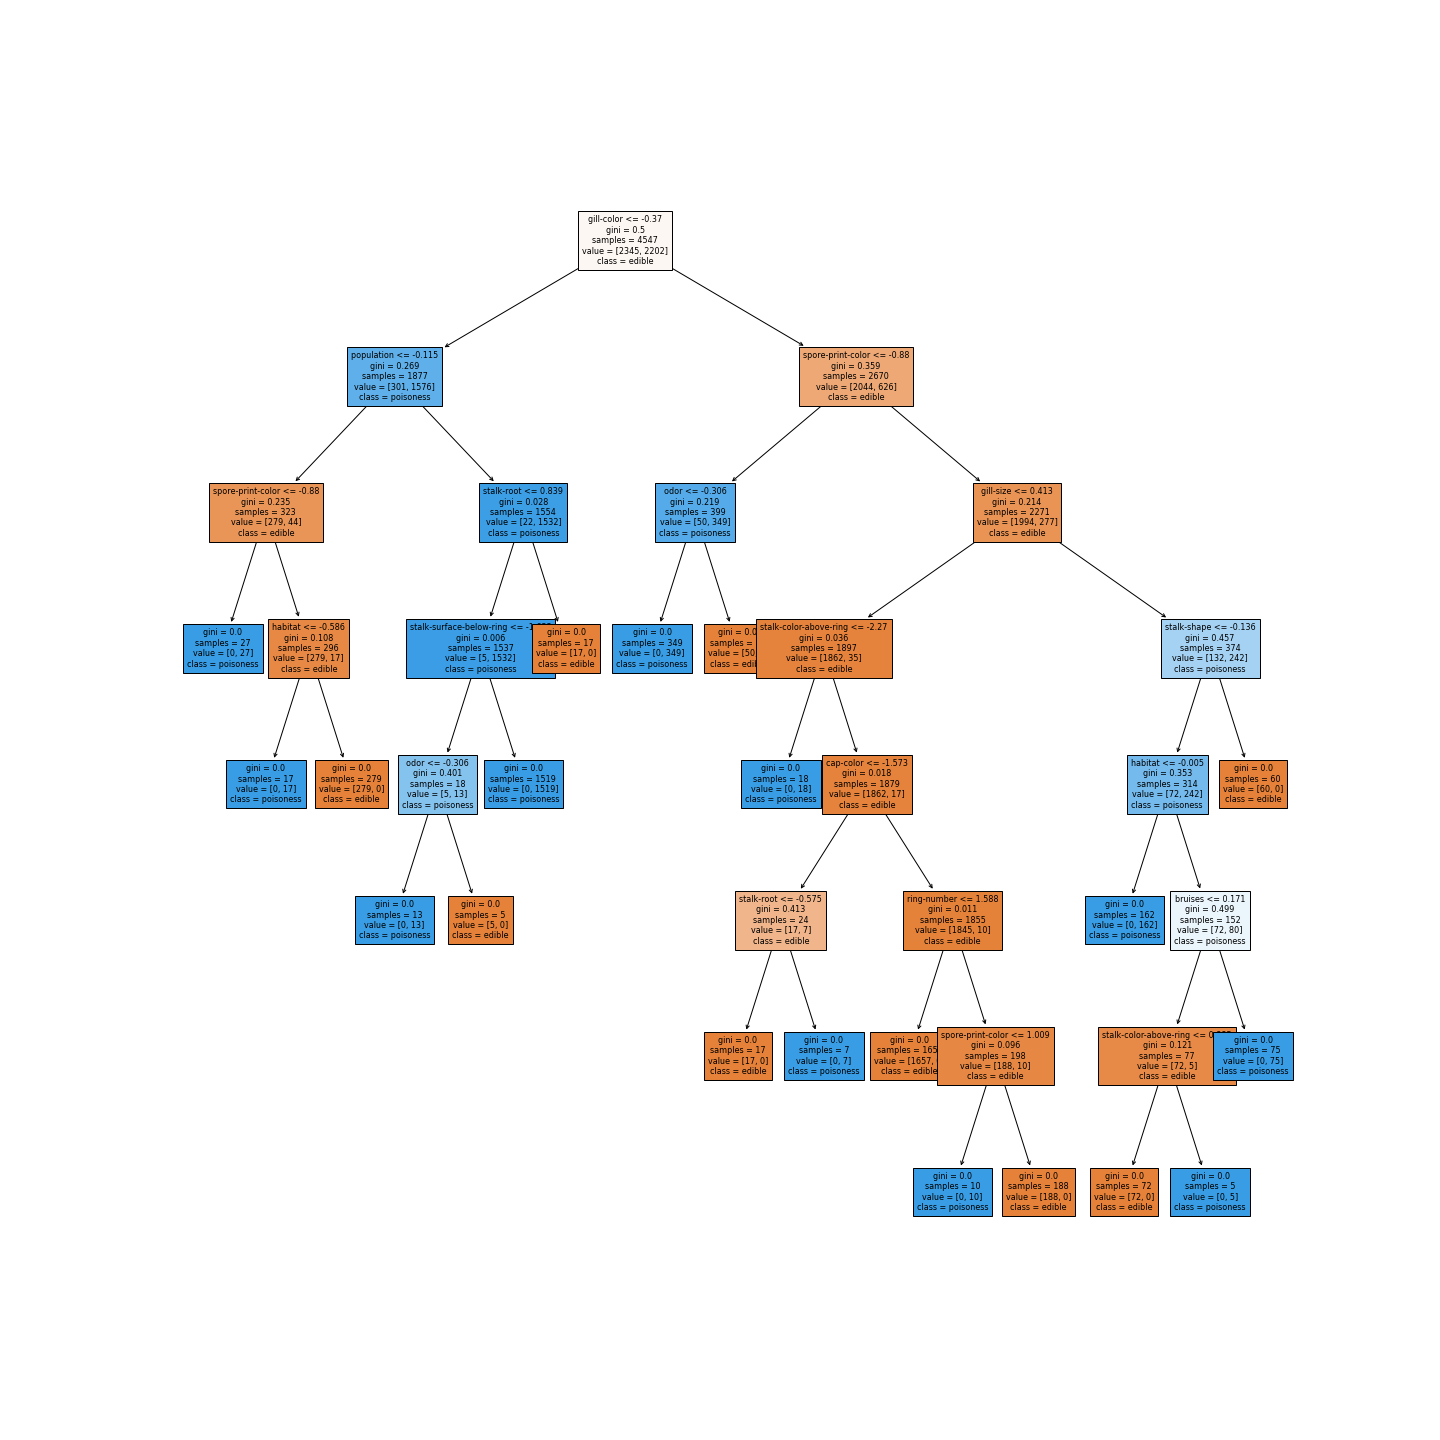 gill-color <= -0.37
gini = 0.5
samples = 4547
value = [2345, 2202]
class = edible
population <= -0.115
gini = 0.269
samples = 1877
value = [301, 1576]
class = poisoness
spore-print-color <= -0.88
gini = 0.359
samples = 2670
value = [2044, 626]
class = edible
spore-print-color <= -0.88
gini = 0.235
samples = 323
value = [279, 44]
class = edible
stalk-root <= 0.839
gini = 0.028
samples = 1554
value = [22, 1532]
class = poisoness
odor <= -0.306
gini = 0.219
samples = 399
value = [50, 349]
class = poisoness
gill-size <= 0.413
gini = 0.214
samples = 2271
value = [1994, 277]
class = edible
gini = 0.0
samples = 27
value = [0, 27]
class = poisoness
habitat <= -0.586
gini = 0.108
samples = 296
value = [279, 17]
class = edible
stalk-surface-below-ring <=
gini = 0.006
samples = 1537
value = [5, 1532]
class = poisoness
gini = 0.0
samples = 17
value = [17, 0]
class = edible
gini = 0.0
samples = 349
value = [0, 349]
class = poisoness
gini =
samples =
value = [50
class =
stalk-color-above-ring <= -2.27
gini = 0.036
samples = 1897
value = [1862, 35]
class = edible
stalk-shape <= -0.136
gini = 0.457
samples = 374
value = [132, 242]
class = poisoness
gini = 0.0
samples = 17
value = [0, 17]
class = poisoness
gini = 0.0
samples = 279
value = [279, 0]
class = edible
odor <= -0.306
gini = 0.401
samples = 18
value = [5, 13]
class = poisoness
gini = 0.0
samples = 1519
value = [0, 1519]
class = poisoness
gini = 0.0
samples = 18
value = [0, 18]
class = poisoness
cap-color <= -1.573
gini = 0.018
samples = 1879
value = [1862, 17]
class = edible
habitat <= -0.005
gini = 0.353
samples = 314
value = [72, 242]
class = poisoness
gini = 0.0
samples = 60
value = [60, 0]
class = edible
gini = 0.0
samples = 13
value = [0, 13]
class = poisoness
gini = 0.0
samples = 5
value = [5, 0]
class = edible
stalk-root <= -0.575
gini = 0.413
samples = 24
value = [17, 7]
class = edible
ring-number <= 1.588
gini = 0.011
samples = 1855
value = [1845, 10]
class = edible
gini = 0.0
samples = 162
value = [0, 162]
class = poisoness
bruises <= 0.171
gini = 0.499
samples = 152
value = [72, 80]
class = poisoness
gini = 0.0
samples = 17
value = [17, 0]
class = edible
gini = 0.0
samples = 7
value = [0, 7]
class = poisoness
gini = 0.0
samples = 165
value = [1657,
class = edible
spore-print-color <= 1.009
gini = 0.096
samples = 198
value = [188, 10]
class = edible
stalk-color-above-ring <=
gini = 0.121
samples = 77
value = [72, 5]
class = edible
gini = 0.0
samples = 75
value = [0, 75]
class = poisoness
gini = 0.0
samples = 10
value = [0, 10]
class = poisoness
gini = 0.0
samples = 188
value = [188, 0]
class = edible
gini = 0.0
samples = 72
value = [72, 0]
class = edible
gini = 0.0
samples = 5
value = [0, 5]
class = poisoness